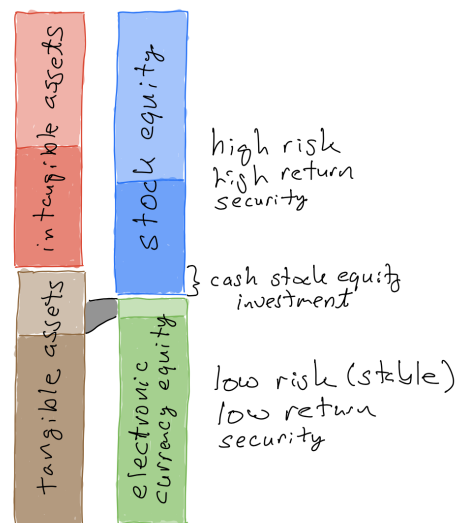 intangible assets
stock equity
high risk
high return
security
} cash stock equity
investment
tangible assets
electronic
currency equity
low risk (stable)
low return
security